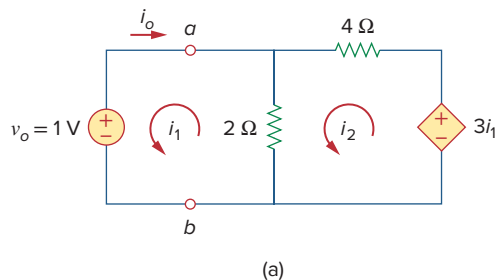 i_o
a
4 Ω
v_o = 1 V
+
−
i_1
2 Ω
i_2
+
−
3i_1
b
(a)